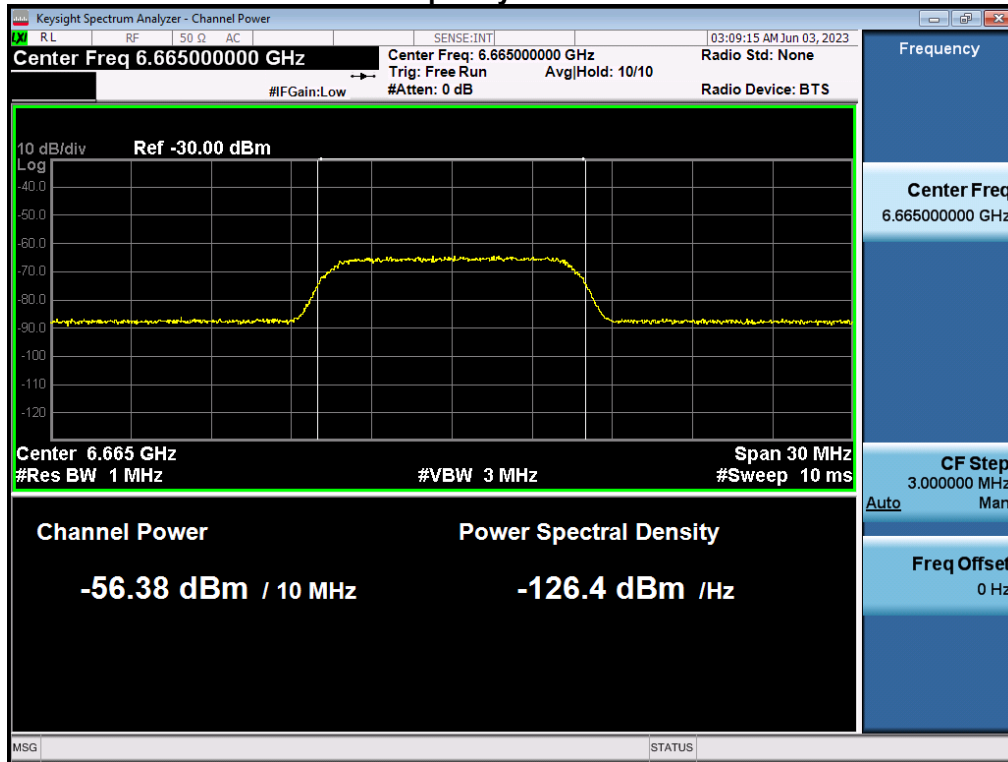 Keysight Spectrum Analyzer - Channel Power
LXI RL RF 50 Ω AC SENSE:INT 03:09:15 AM Jun 03, 2023
Center Freq 6.665000000 GHz
#IFGain:Low
Center Freq: 6.665000000 GHz
Trig: Free Run Avg|Hold: 10/10
#Atten: 0 dB
Radio Std: None
Radio Device: BTS
10 dB/div Ref -30.00 dBm
Log
-40.0
-50.0
-60.0
-70.0
-80.0
-90.0
-100
-110
-120
Center 6.665 GHz Span 30 MHz
#Res BW 1 MHz #VBW 3 MHz #Sweep 10 ms
Channel Power Power Spectral Density
-56.38 dBm / 10 MHz -126.4 dBm /Hz
Frequency
Center Freq
6.665000000 GHz
CF Step
3.000000 MHz
Auto Man
Freq Offset
0 Hz
MSG STATUS